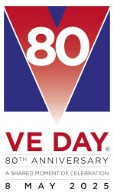 80
VE DAY
80TH ANNIVERSARY
A SHARED MOMENT OF CELEBRATION
8 MAY 2025